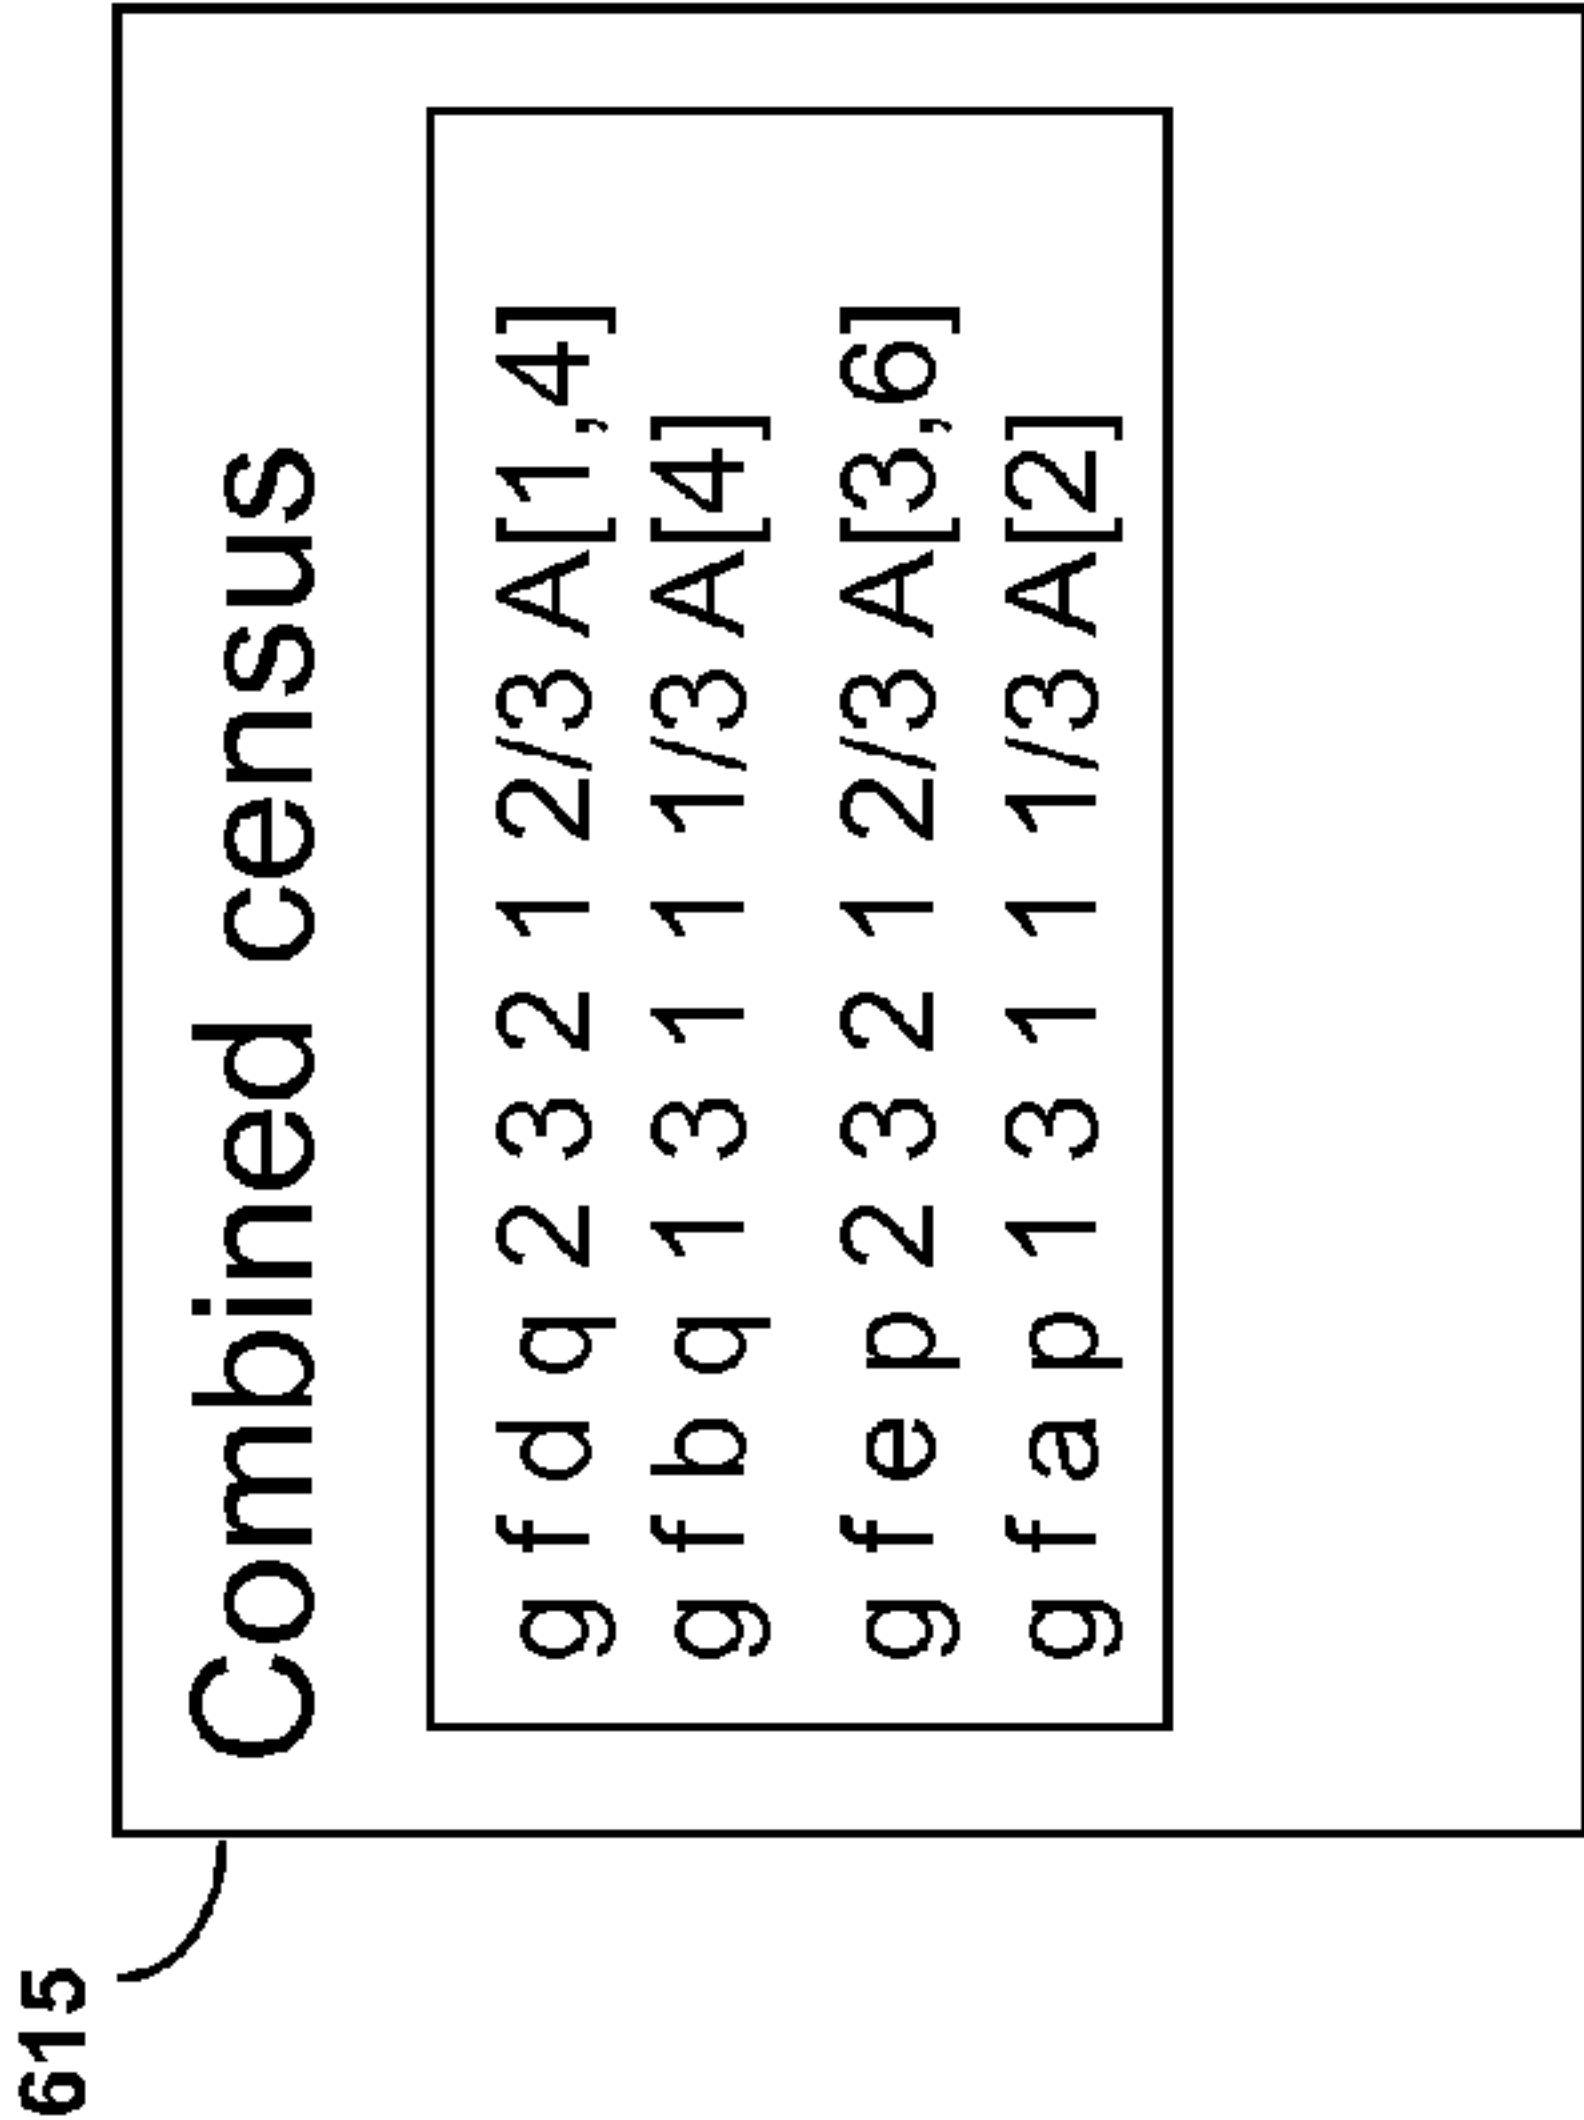 615
Combined census
g f d q 2 3 2 1 2/3 A[1,4]
g f b q 1 3 1 1 1/3 A[4]
g f e p 2 3 2 1 2/3 A[3,6]
g f a p 1 3 1 1 1/3 A[2]